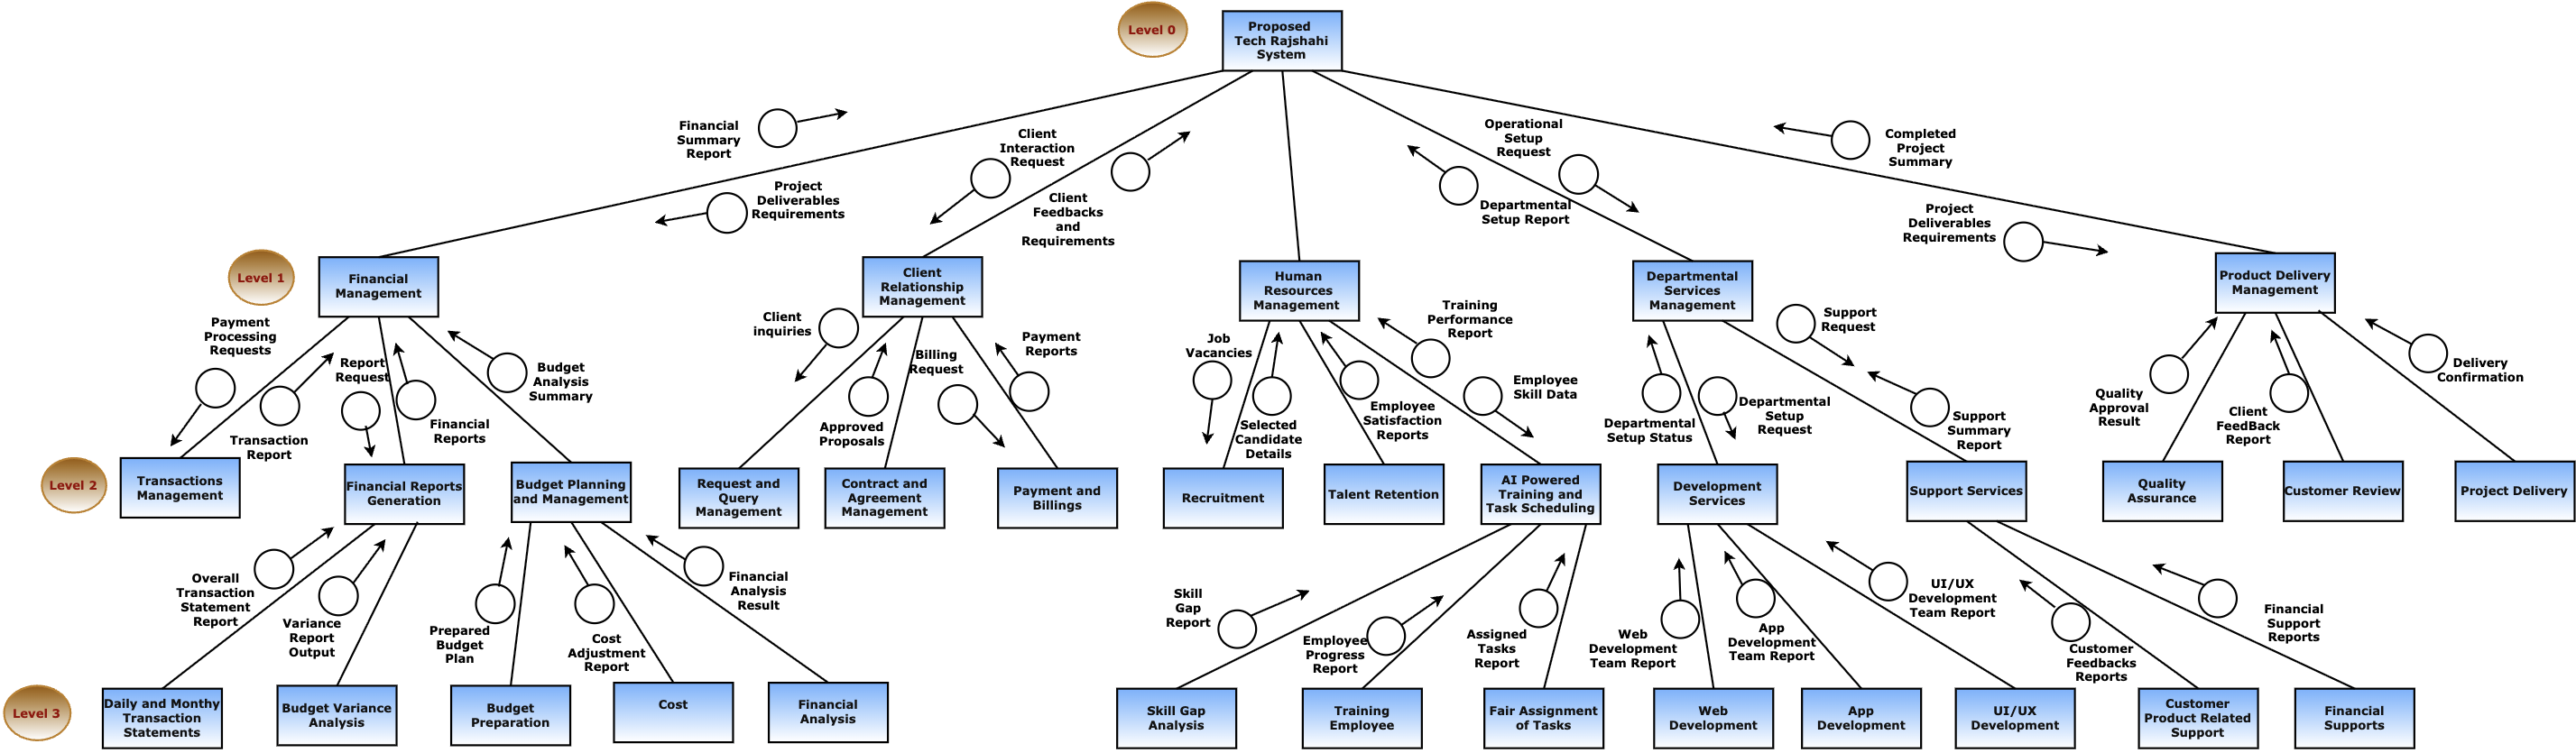 Level 0
Proposed
Tech Rajshahi
System
Financial
Summary
Report
Project
Deliverables
Requirements
Client
Interaction
Request
Client
Feedbacks
and
Requirements
Operational
Setup
Request
Departmental
Setup Report
Completed
Project
Summary
Project
Deliverables
Requirements
Level 1
Financial
Management
Client
Relationship
Management
Human
Resources
Management
Departmental
Services
Management
Product Delivery
Management
Payment
Processing
Requests
Transaction
Report
Report
Request
Financial
Reports
Budget
Analysis
Summary
Client
inquiries
Approved
Proposals
Billing
Request
Payment
Reports
Job
Vacancies
Selected
Candidate
Details
Employee
Satisfaction
Reports
Training
Performance
Report
Employee
Skill Data
Departmental
Setup Status
Departmental
Setup
Request
Support
Request
Support
Summary
Report
Quality
Approval
Result
Client
FeedBack
Report
Delivery
Confirmation
Level 2
Transactions
Management
Financial Reports
Generation
Budget Planning
and Management
Request and
Query
Management
Contract and
Agreement
Management
Payment and
Billings
Recruitment
Talent Retention
AI Powered
Training and
Task Scheduling
Development
Services
Support Services
Quality
Assurance
Customer Review
Project Delivery
Overall
Transaction
Statement
Report
Variance
Report
Output
Prepared
Budget
Plan
Cost
Adjustment
Report
Financial
Analysis
Result
Skill
Gap
Report
Employee
Progress
Report
Assigned
Tasks
Report
Web
Development
Team Report
App
Development
Team Report
UI/UX
Development
Team Report
Customer
Feedbacks
Reports
Financial
Support
Reports
Level 3
Daily and Monthy
Transaction
Statements
Budget Variance
Analysis
Budget
Preparation
Cost
Financial
Analysis
Skill Gap
Analysis
Training
Employee
Fair Assignment
of Tasks
Web
Development
App
Development
UI/UX
Development
Customer
Product Related
Support
Financial
Supports